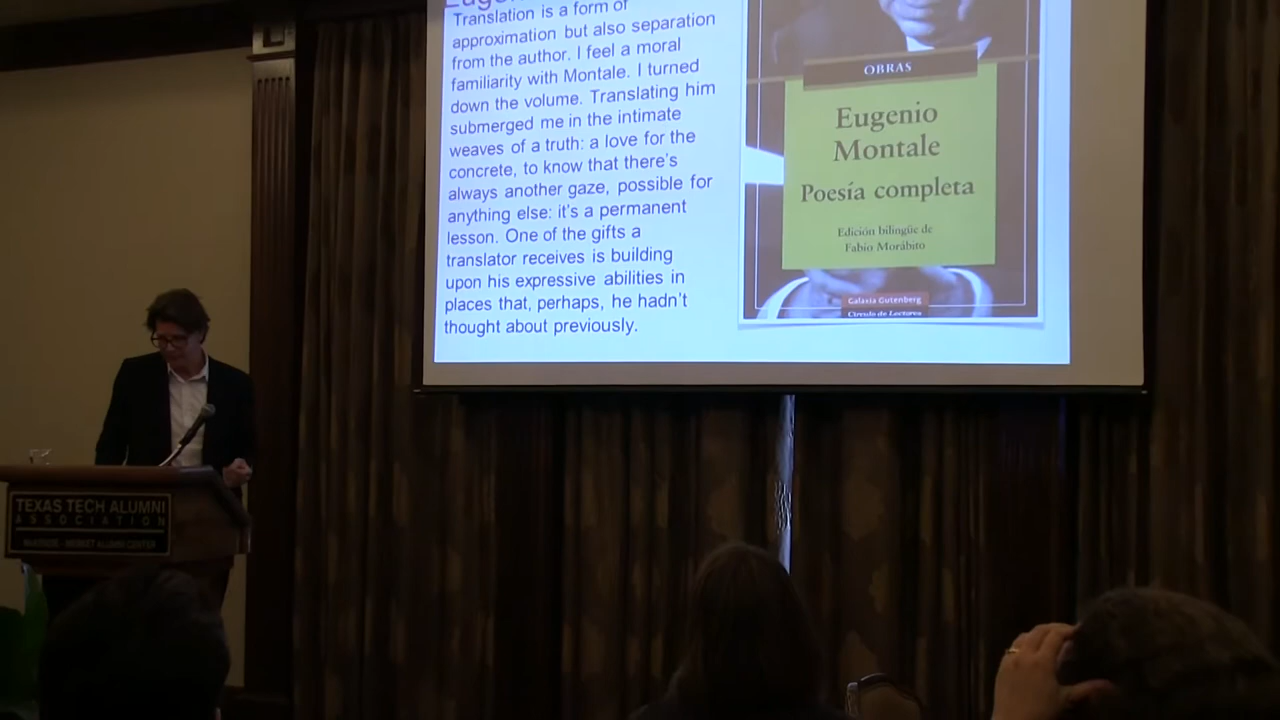 Translation is a form of
approximation but also separation
from the author. I feel a moral
familiarity with Montale. I turned
down the volume. Translating him
submerged me in the intimate
weaves of a truth: a love for the
concrete, to know that there's
always another gaze, possible for
anything else: it's a permanent
lesson. One of the gifts a
translator receives is building
upon his expressive abilities in
places that, perhaps, he hadn't
thought about previously.
OBRAS
Eugenio
Montale
Poesía completa
Edición bilingüe de
Fabio Morábito
Galaxia Gutenberg
Círculo de Lectores
TEXAS TECH ALUMNI
ASSOCIATION
MERKET ALUMNI CENTER